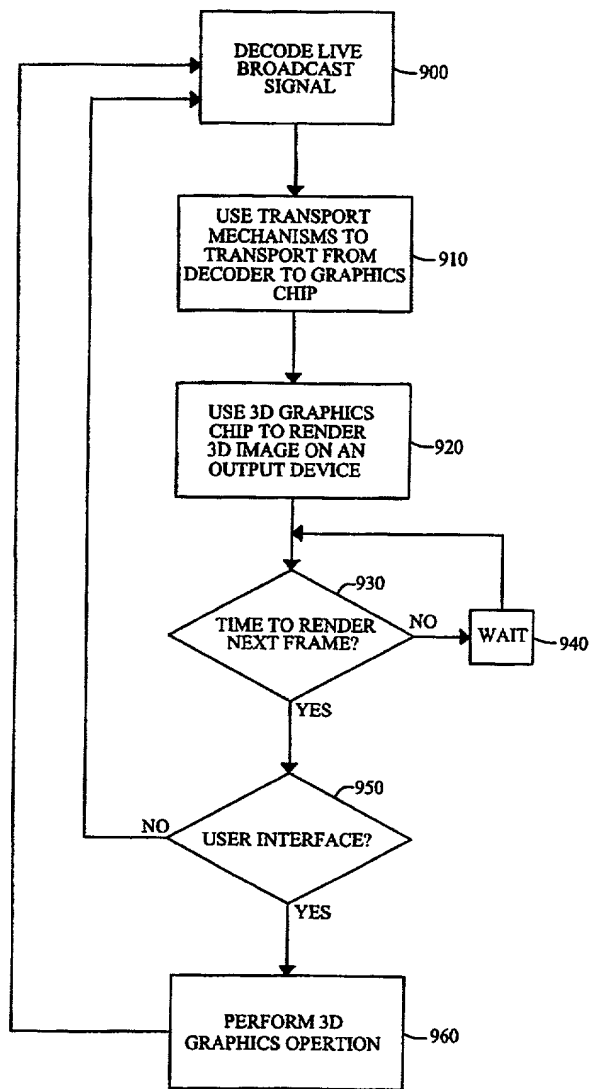 DECODE LIVE
BROADCAST
SIGNAL
900
USE TRANSPORT
MECHANISMS TO
TRANSPORT FROM
DECODER TO GRAPHICS
CHIP
910
USE 3D GRAPHICS
CHIP TO RENDER
3D IMAGE ON AN
OUTPUT DEVICE
920
930
TIME TO RENDER
NEXT FRAME?
NO
WAIT
940
YES
950
NO
USER INTERFACE?
YES
PERFORM 3D
GRAPHICS OPERTION
960